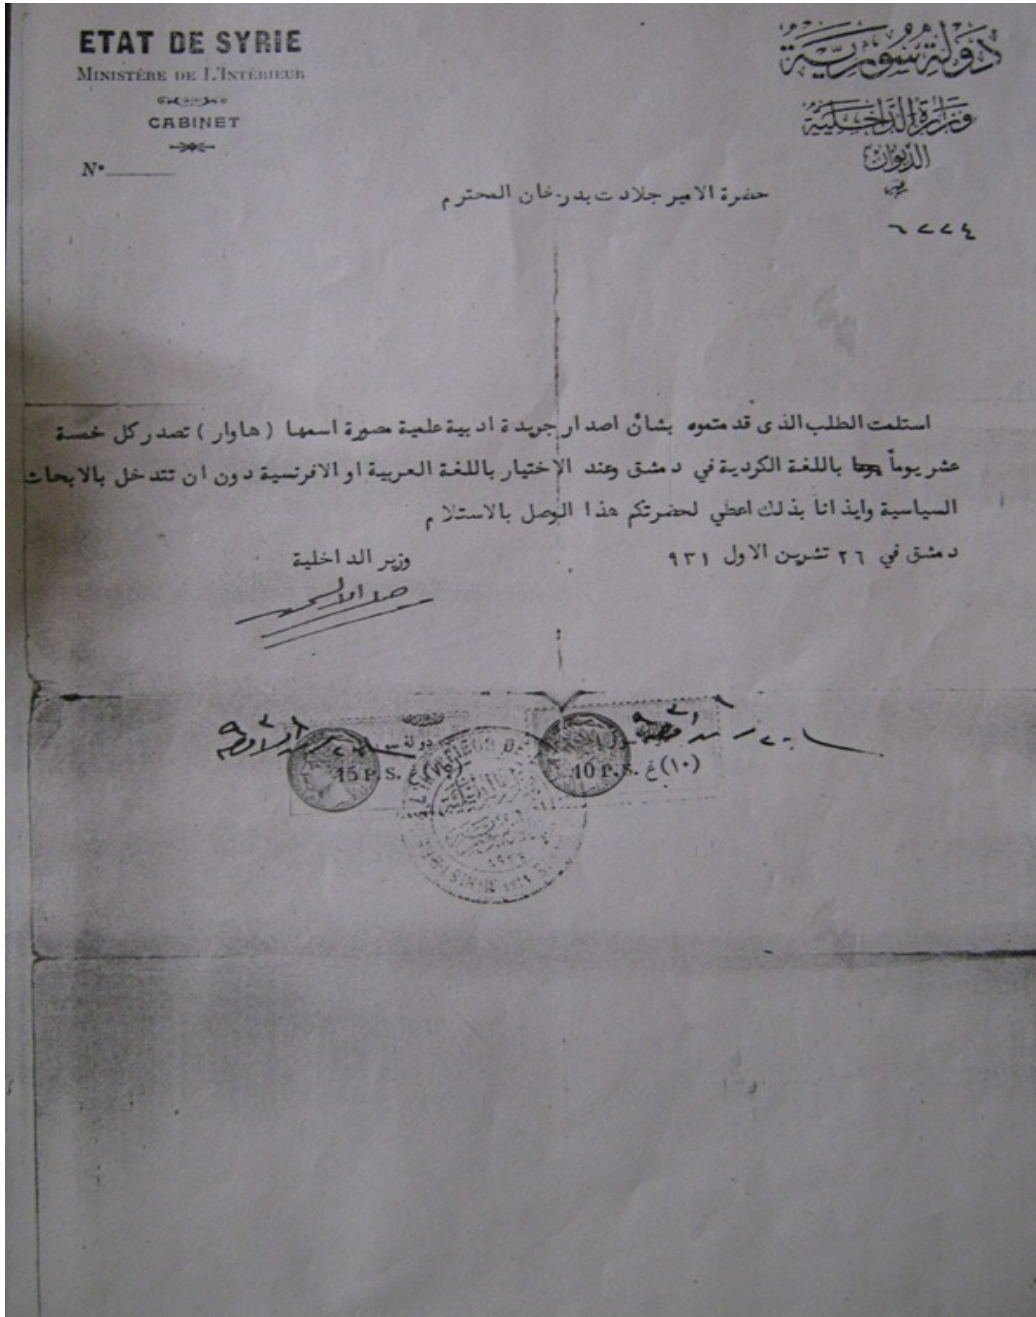 ETAT DE SYRIE
MINISTÈRE DE L'INTÉRIEUR
CABINET
N°
دولة سورية
وزارة الداخلية
الديوان
٦٢٢٤
حضرة الامير جلادت بدرخان المحترم
استلمت الطلب الذى قدمتموه بشأن اصدار جريدة ادبية علمية مصورة اسمها ( هاوار ) تصدر كل خمسة
عشر يوماً باللغة الكردية في دمشق وعند الاختيار باللغة العربية او الافرنسية دون ان تتدخل بالابحاث
السياسية وايذانا بذلك اعطي لحضرتكم هذا الوصل بالاستلام
دمشق في ٢٦ تشرين الاول ٩٣١
وزير الداخلية
15 P. S. غ (١٥)
10 P. S. غ (١٠)